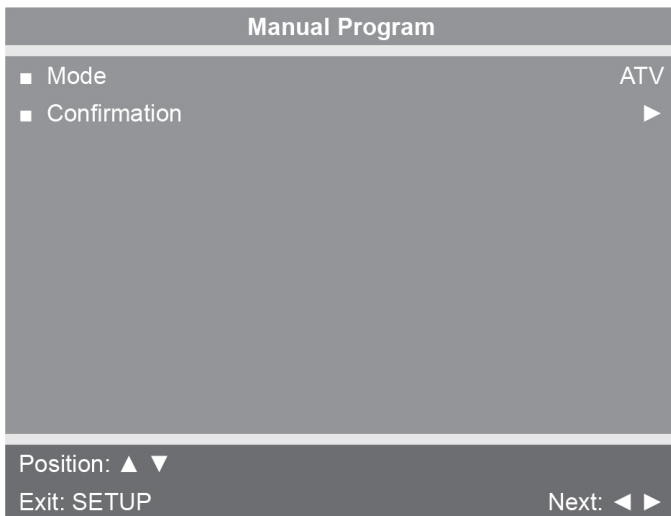 Manual Program
■ Mode ATV
■ Confirmation ►
Position: ▲ ▼
Exit: SETUP Next: ◄ ►